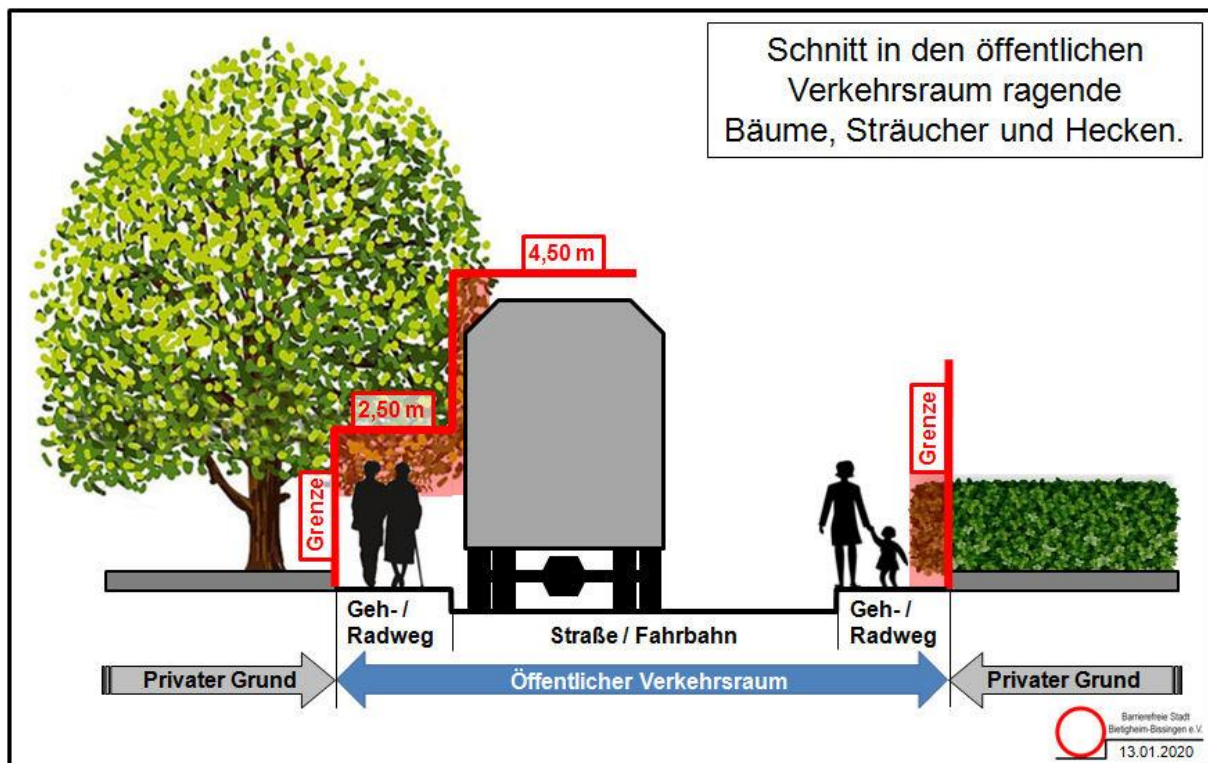 Schnitt in den öffentlichen
Verkehrsraum ragende
Bäume, Sträucher und Hecken.
4,50 m
2,50 m
Grenze
Grenze
Geh- /
Radweg
Straße / Fahrbahn
Geh- /
Radweg
Privater Grund
Öffentlicher Verkehrsraum
Privater Grund
Barrierefreie Stadt
Bietigheim-Bissingen e.V.
13.01.2020